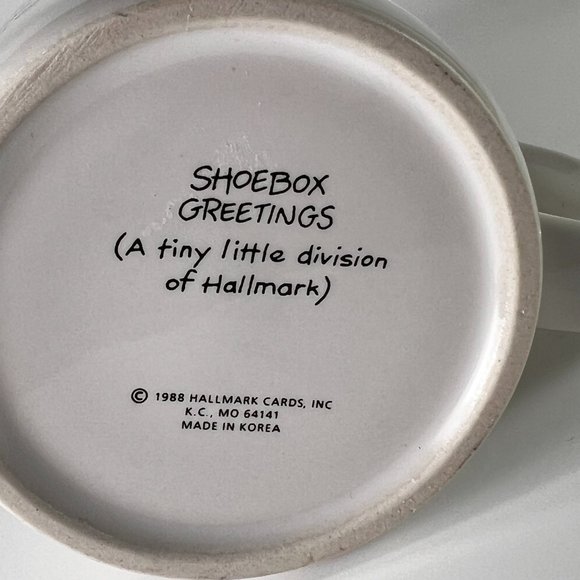 SHOEBOX
GREETINGS
(A tiny little division
of Hallmark)
© 1988 HALLMARK CARDS, INC
K.C., MO 64141
MADE IN KOREA